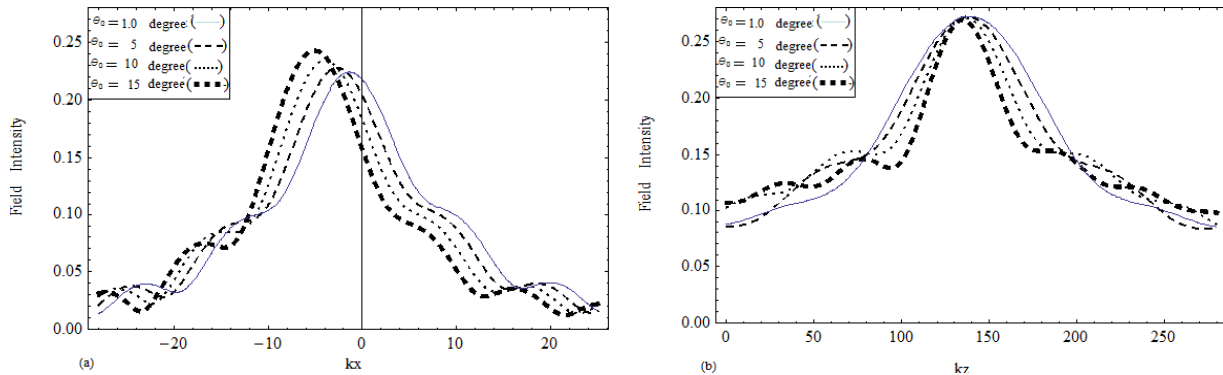 ϴ₀= 1.0 degree (—)
ϴ₀ = 5 degree(----)
ϴ₀ = 10 degree(······)
ϴ₀ = 15 degree(▪▪▪▪)
0.25
0.20
0.15
0.10
0.05
0.00
Field Intensity
−20 −10 0 10 20
(a) kx
ϴ₀= 1.0 degree (—)
ϴ₀ = 5 degree(----)
ϴ₀ = 10 degree(······)
ϴ₀ = 15 degree(▪▪▪▪)
0.25
0.20
0.15
0.10
0.05
0.00
Field Intensity
0 50 100 150 200 250
(b) kz